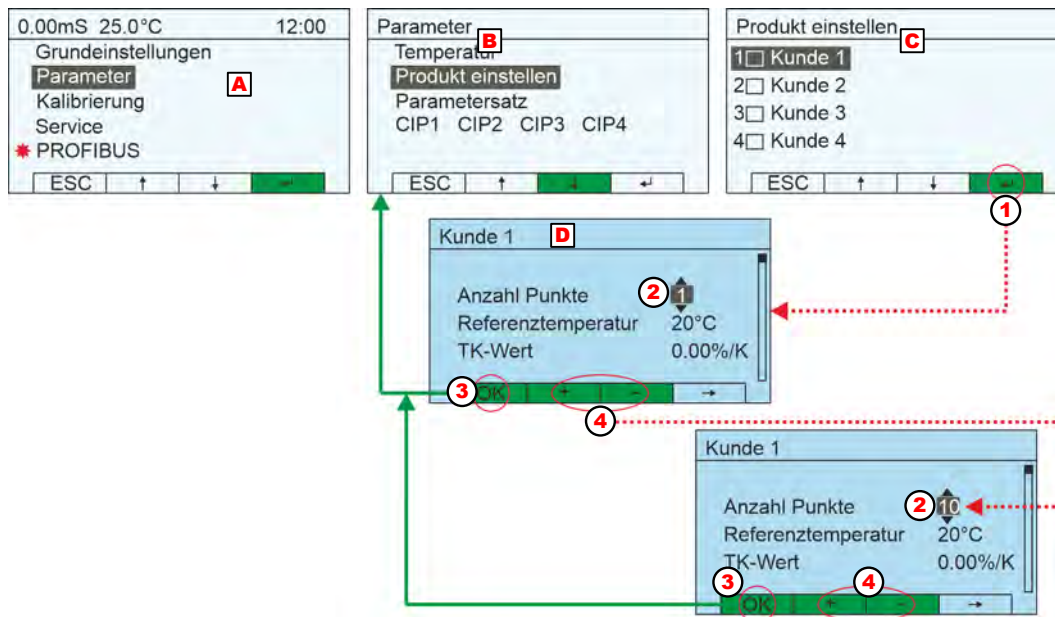 0.00mS 25.0°C 12:00
Grundeinstellungen
Parameter
A
Kalibrierung
Service
PROFIBUS
ESC ↑ ↓ ↵
Parameter
B
Temperatur
Produkt einstellen
Parametersatz
CIP1 CIP2 CIP3 CIP4
ESC ↑ ↓ ↵
Produkt einstellen
C
1 Kunde 1
2 Kunde 2
3 Kunde 3
4 Kunde 4
ESC ↑ ↓ ↵
1
Kunde 1 D
Anzahl Punkte 2 1
Referenztemperatur 20°C
TK-Wert 0.00%/K
3 OK + - →
4
Kunde 1
Anzahl Punkte 2 10
Referenztemperatur 20°C
TK-Wert 0.00%/K
3 4
OK + - →